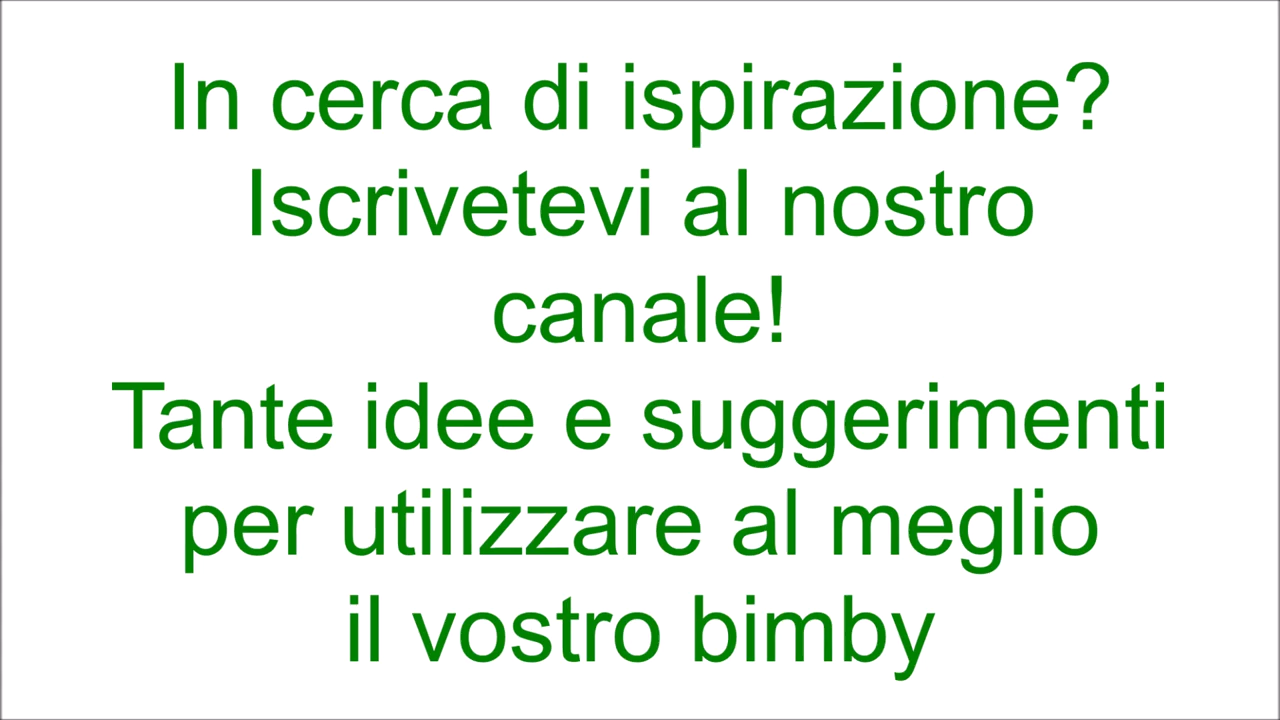 In cerca di ispirazione?
Iscrivetevi al nostro
canale!
Tante idee e suggerimenti
per utilizzare al meglio
il vostro bimby